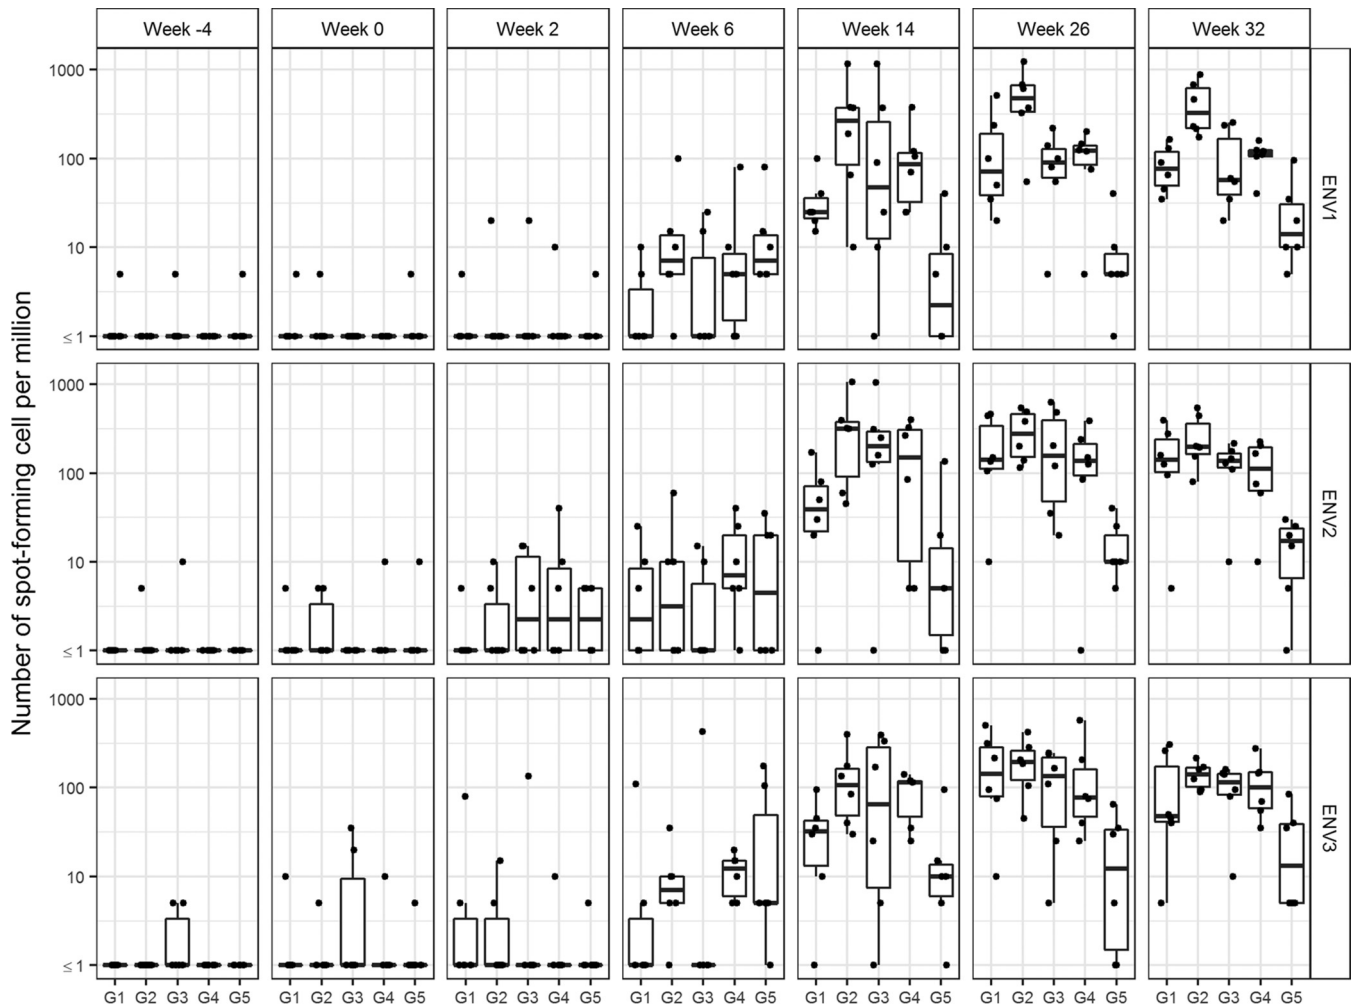 Week -4 Week 0 Week 2 Week 6 Week 14 Week 26 Week 32
Number of spot-forming cell per million
1000
100
10
≤ 1
ENV1
1000
100
10
≤ 1
ENV2
1000
100
10
≤ 1
ENV3
G1 G2 G3 G4 G5 G1 G2 G3 G4 G5 G1 G2 G3 G4 G5 G1 G2 G3 G4 G5 G1 G2 G3 G4 G5 G1 G2 G3 G4 G5 G1 G2 G3 G4 G5